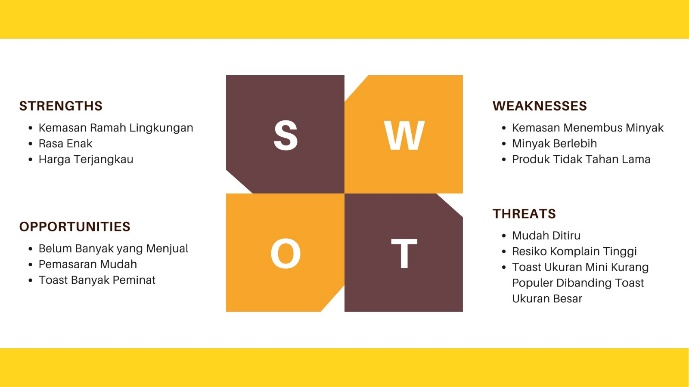 STRENGTHS
Kemasan Ramah Lingkungan
Rasa Enak
Harga Terjangkau
OPPORTUNITIES
Belum Banyak yang Menjual
Pemasaran Mudah
Toast Banyak Peminat
S
W
O
T
WEAKNESSES
Kemasan Menembus Minyak
Minyak Berlebih
Produk Tidak Tahan Lama
THREATS
Mudah Ditiru
Resiko Komplain Tinggi
Toast Ukuran Mini Kurang
Populer Dibanding Toast
Ukuran Besar